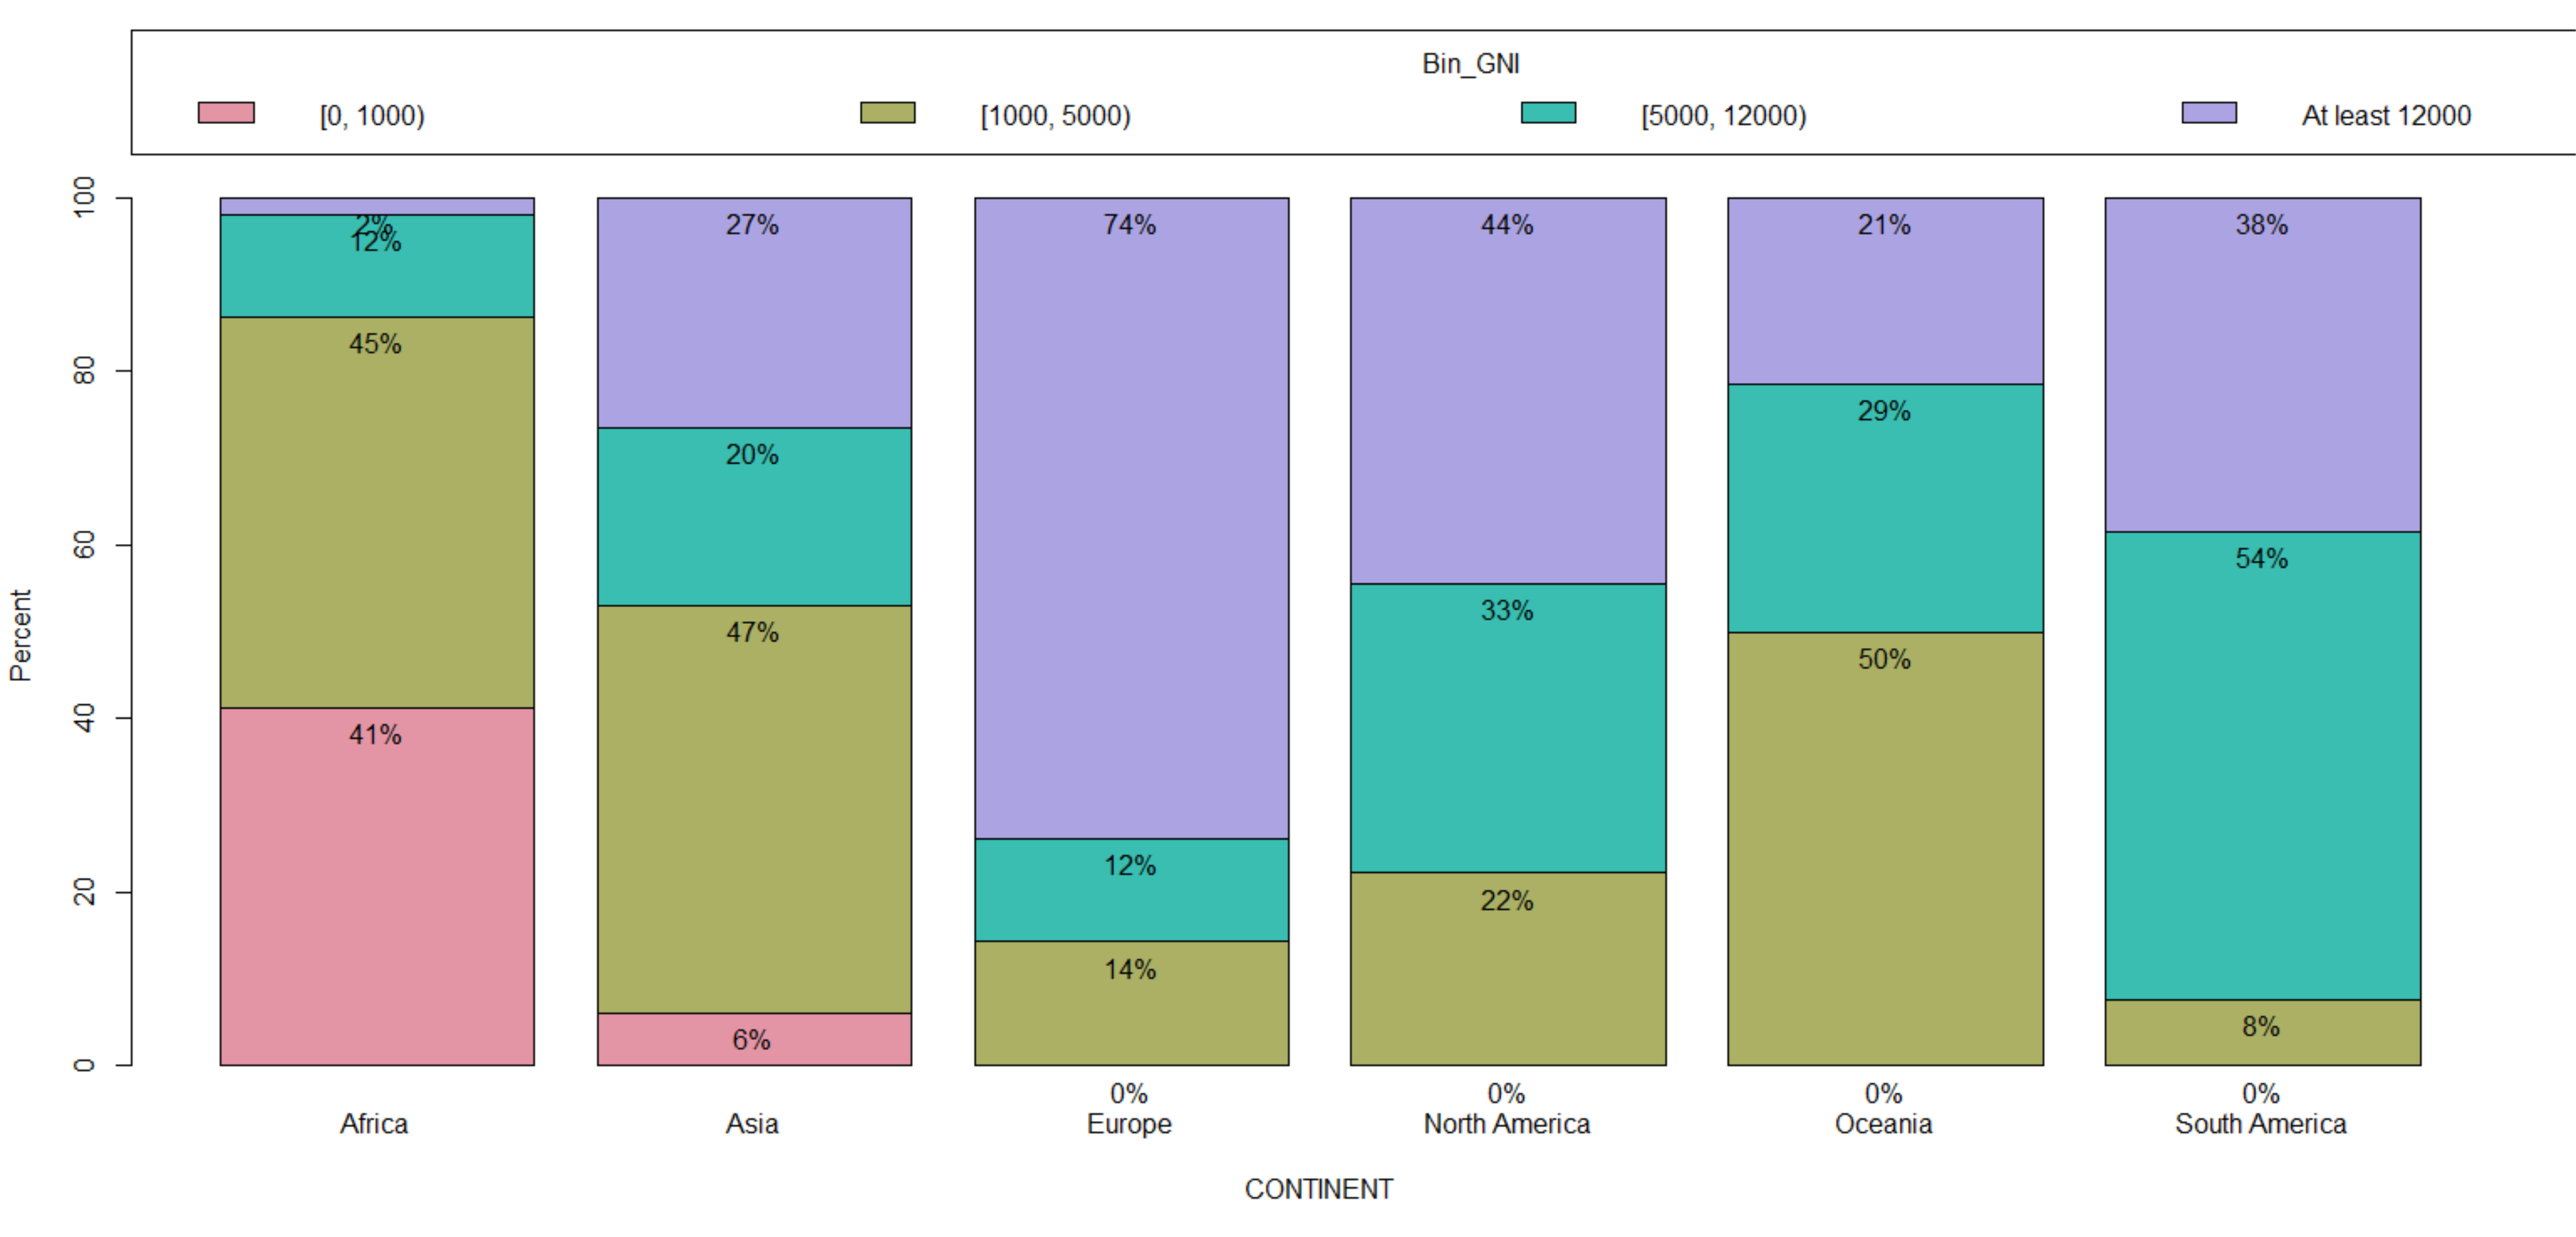 Bin_GNI
[0, 1000) [1000, 5000) [5000, 12000) At least 12000
100
80
60
40
20
0
Percent
2% 27% 74% 44% 21% 38%
12% 20% 12% 33% 29% 54%
45% 47% 14% 22% 50% 8%
41% 6% 0% 0% 0% 0%
Africa Asia Europe North America Oceania South America
CONTINENT